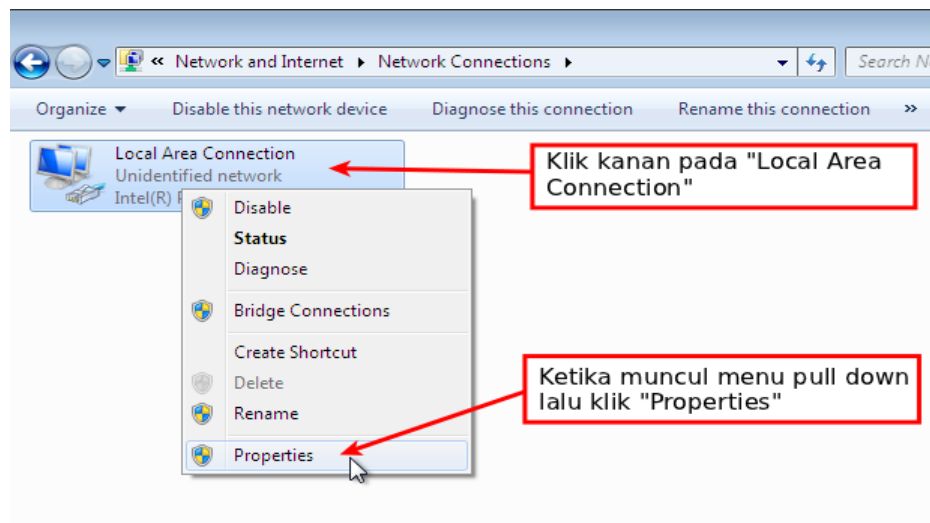 « Network and Internet ▸ Network Connections ▸ Search N
Organize Disable this network device Diagnose this connection Rename this connection »
Local Area Connection
Unidentified network
Intel(R)
Klik kanan pada "Local Area
Connection"
Disable
Status
Diagnose
Bridge Connections
Create Shortcut
Delete
Rename
Properties
Ketika muncul menu pull down
lalu klik "Properties"